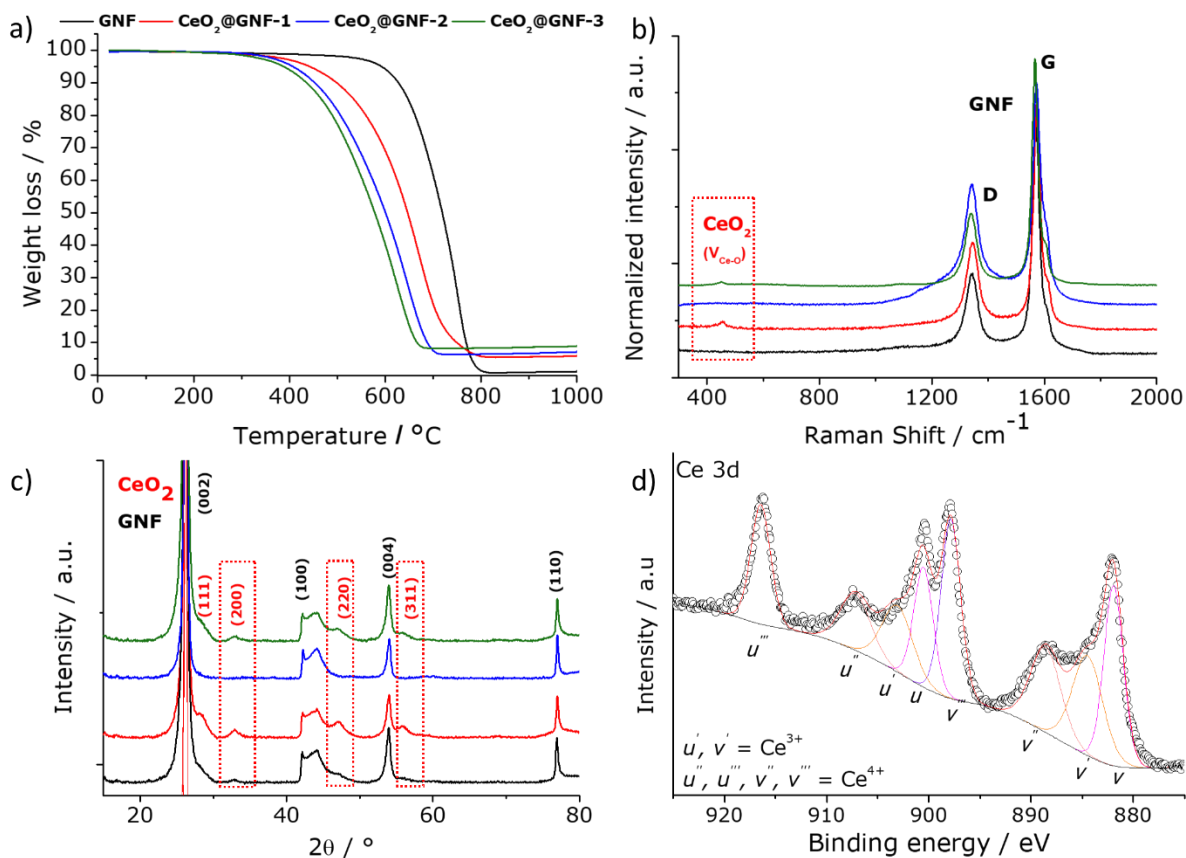 GNF CeO₂@GNF-1 CeO₂@GNF-2 CeO₂@GNF-3
a)
100
90
80
70
60
50
40
30
20
10
0
Weight loss / %
0 200 400 600 800 1000
Temperature / °C
b)
G
GNF
D
CeO₂
(V_Ce-O)
Normalized intensity / a.u.
400 800 1200 1600 2000
Raman Shift / cm⁻¹
c)
CeO₂
GNF
(002)
(111)
(200)
(100)
(220)
(004)
(311)
(110)
Intensity / a.u.
20 40 60 80
2θ / °
d)
Ce 3d
u''' u'' u' u v''' v'' v' v
u', v' = Ce³⁺
u'', u''', v'', v''' = Ce⁴⁺
Intensity / a.u
920 910 900 890 880
Binding energy / eV